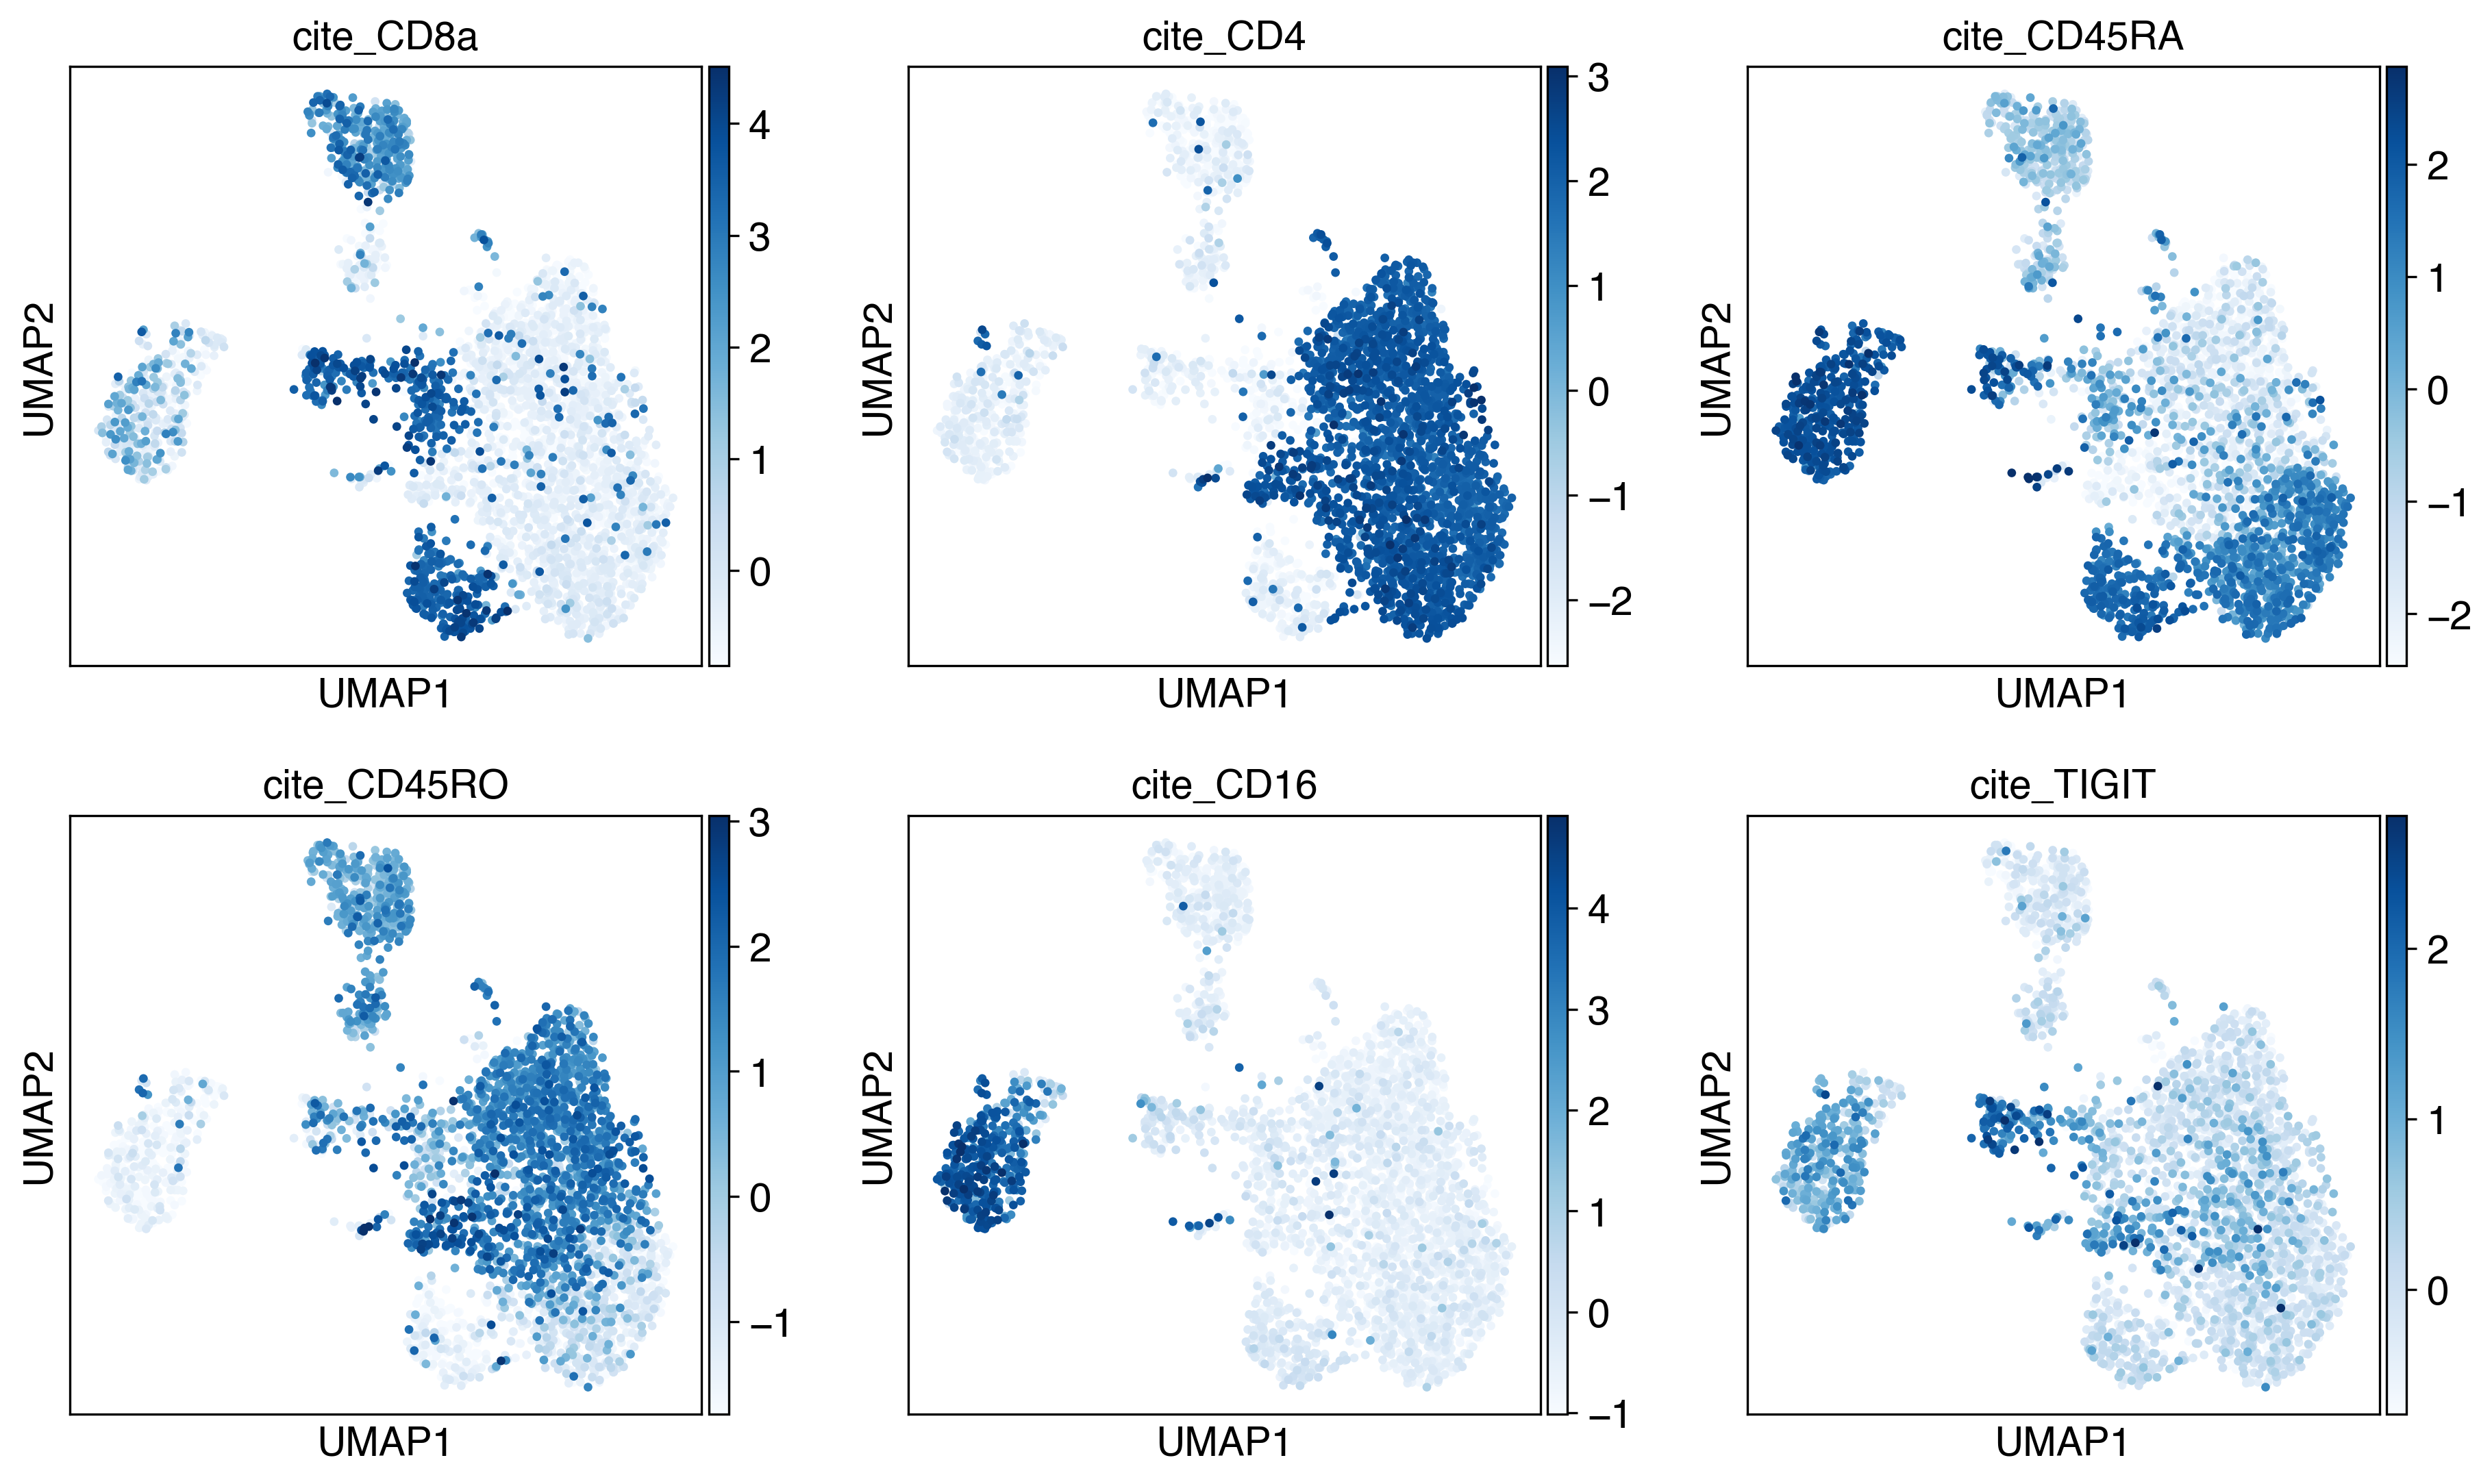 cite_CD8a
4
3
2
1
0
UMAP2
UMAP1
cite_CD4
3
2
1
0
−1
−2
UMAP2
UMAP1
cite_CD45RA
2
1
0
−1
−2
UMAP2
UMAP1
cite_CD45RO
3
2
1
0
−1
UMAP2
UMAP1
cite_CD16
4
3
2
1
0
−1
UMAP2
UMAP1
cite_TIGIT
2
1
0
UMAP2
UMAP1